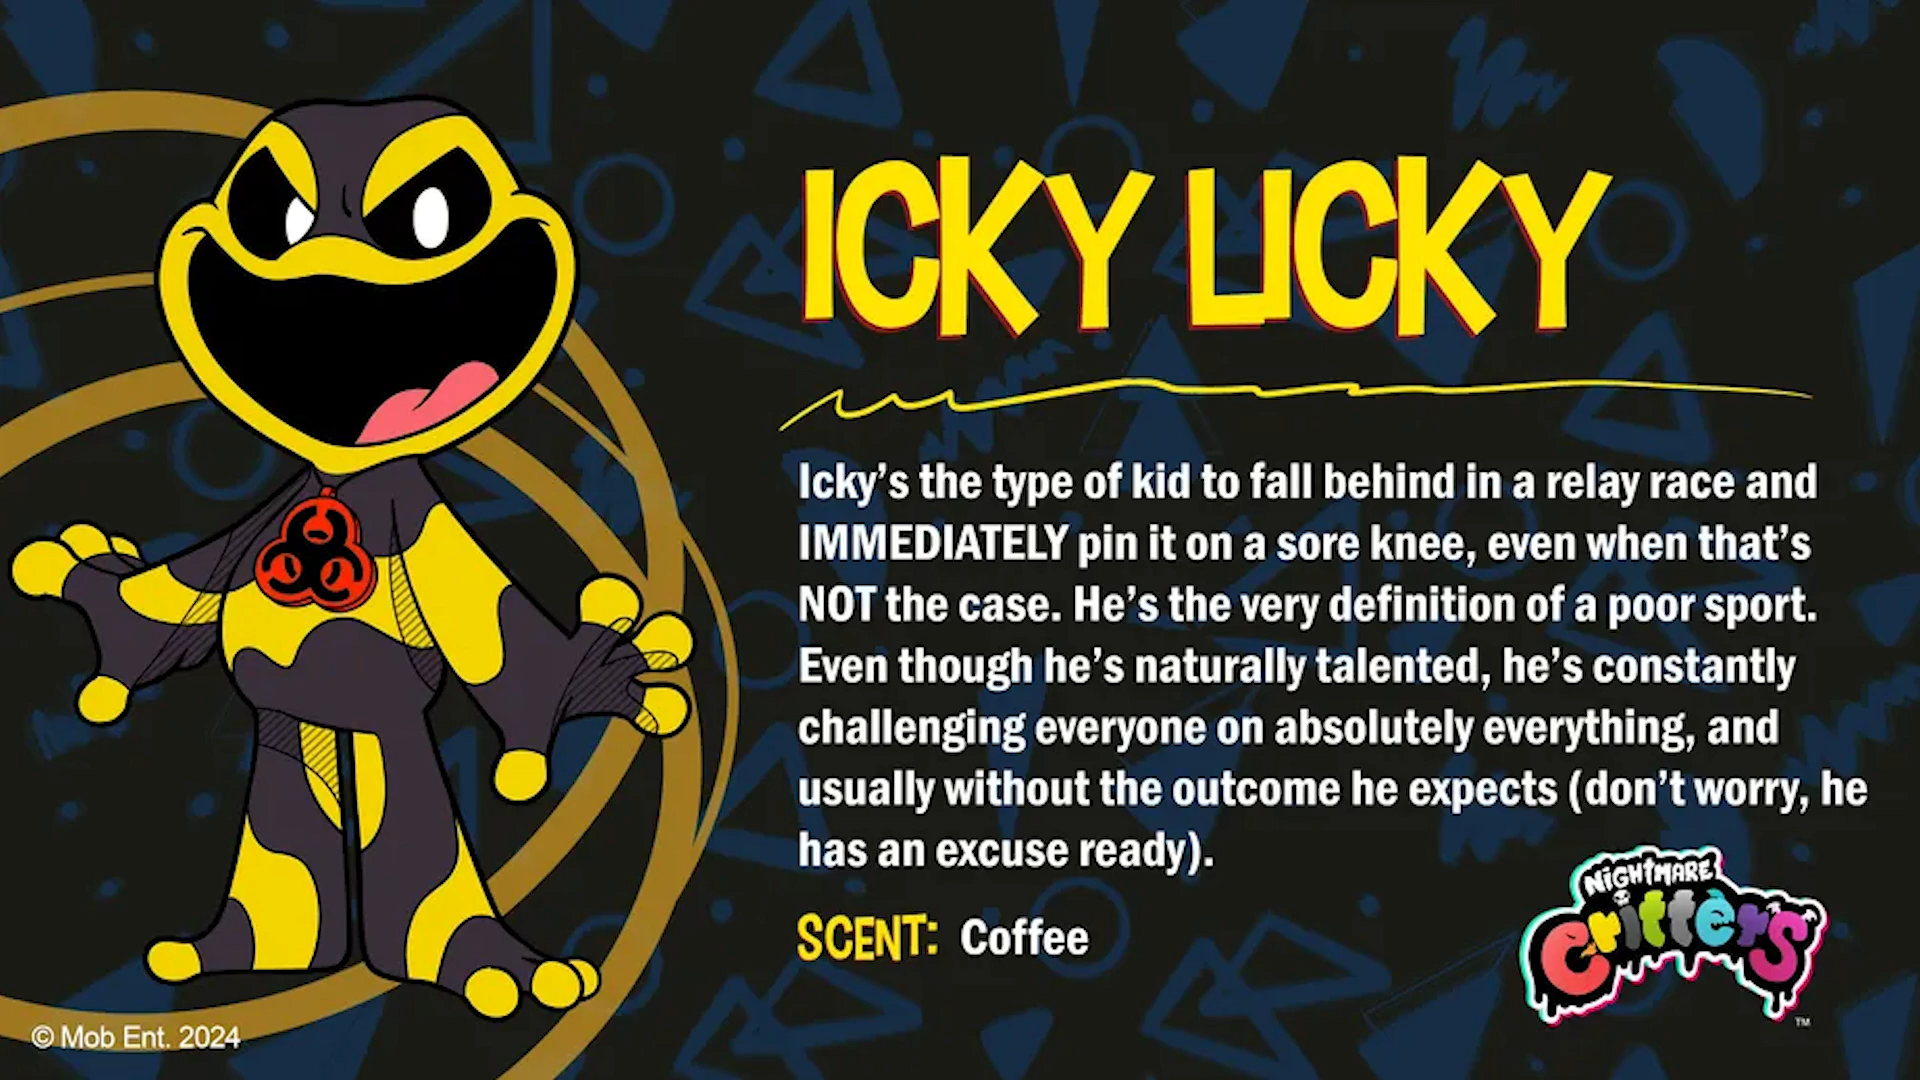 ICKY LICKY
Icky’s the type of kid to fall behind in a relay race and
IMMEDIATELY pin it on a sore knee, even when that’s
NOT the case. He’s the very definition of a poor sport.
Even though he’s naturally talented, he’s constantly
challenging everyone on absolutely everything, and
usually without the outcome he expects (don’t worry, he
has an excuse ready).
SCENT: Coffee
NIGHTMARE
Critters
TM
© Mob Ent. 2024